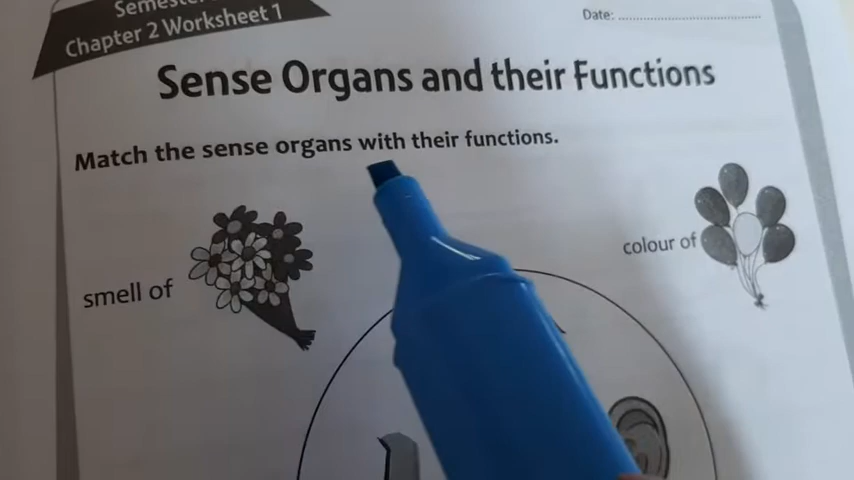 Chapter 2 Worksheet 1
Date:
Sense Organs and their Functions
Match the sense organs with their functions.
colour of
smell of